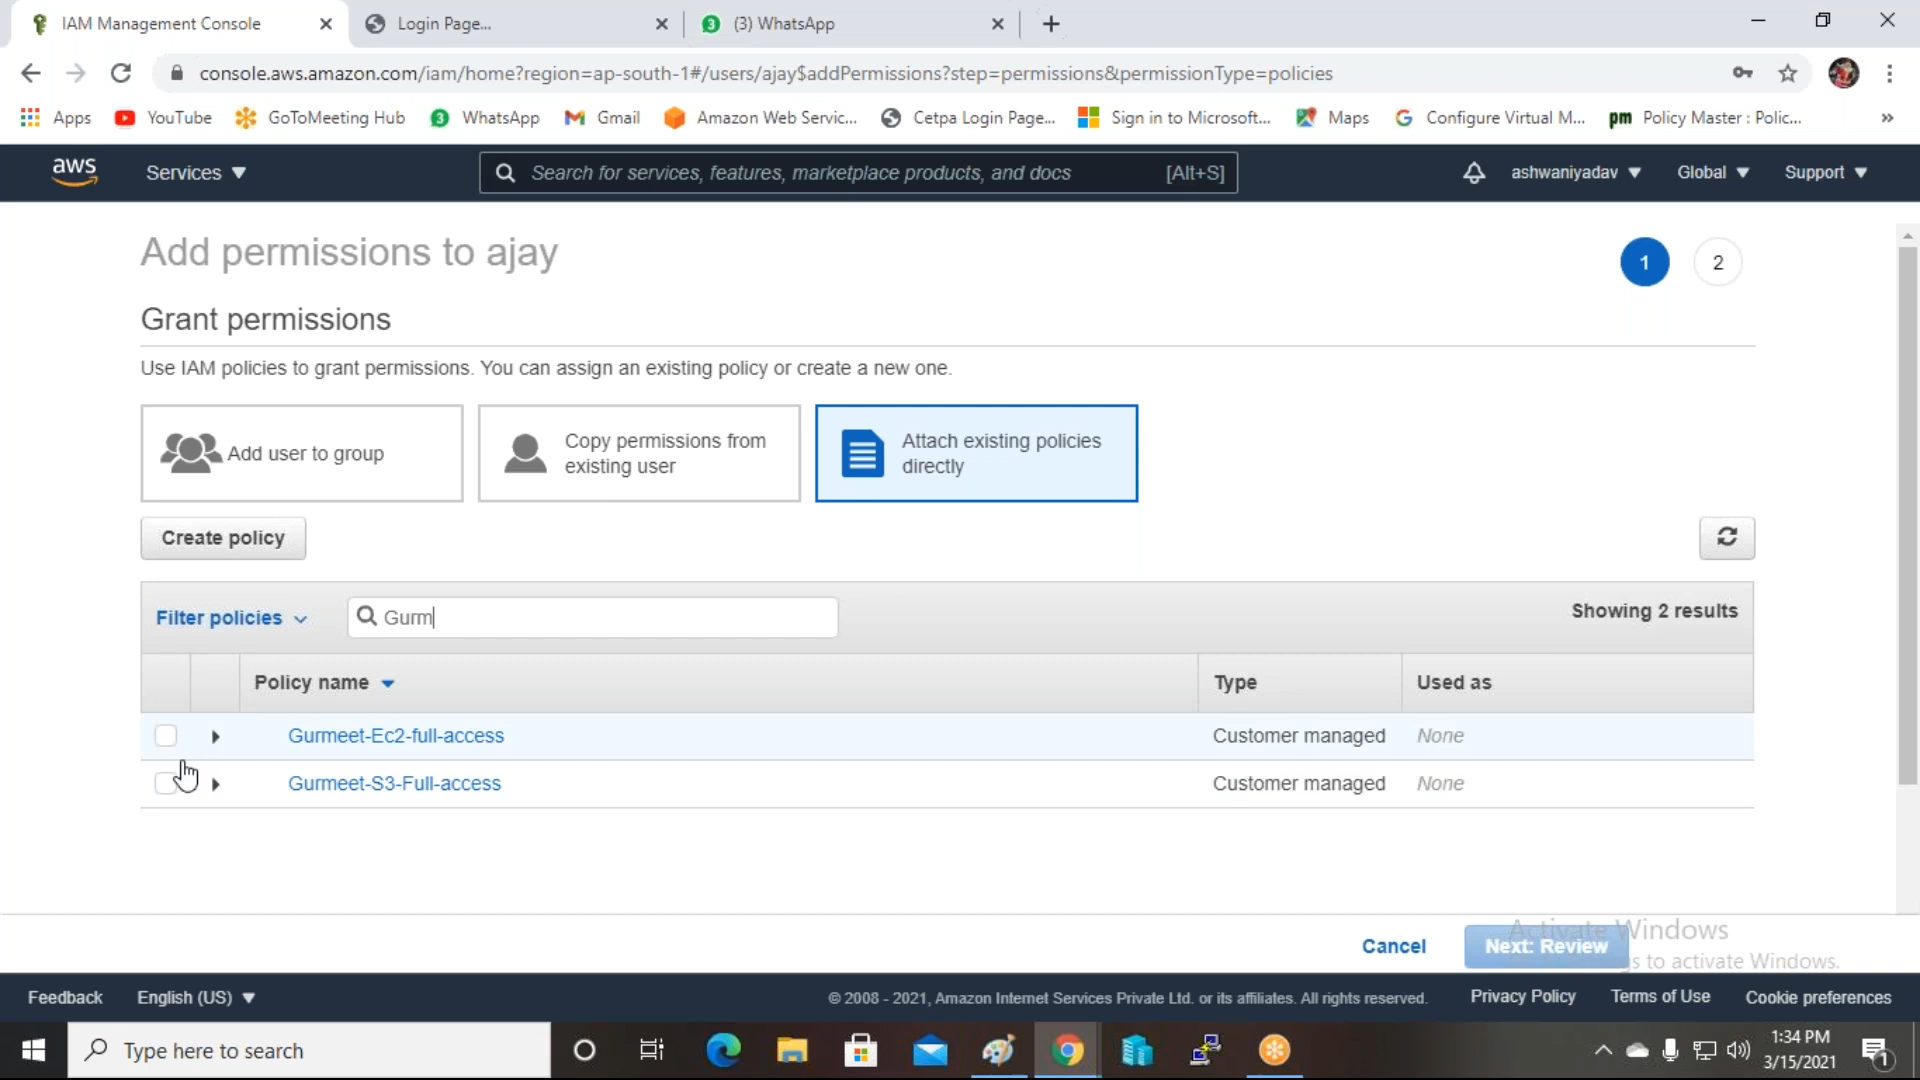 IAM Management Console
Login Page...
3 (3) WhatsApp
console.aws.amazon.com/iam/home?region=ap-south-1#/users/ajay$addPermissions?step=permissions&permissionType=policies
Apps YouTube GoToMeeting Hub 3 WhatsApp Gmail Amazon Web Servic... Cetpa Login Page... Sign in to Microsoft... Maps Configure Virtual M... pm Policy Master : Polic... »
aws Services Search for services, features, marketplace products, and docs [Alt+S] ashwaniyadav Global Support
Add permissions to ajay 1 2
Grant permissions
Use IAM policies to grant permissions. You can assign an existing policy or create a new one.
Add user to group
Copy permissions from
existing user
Attach existing policies
directly
Create policy
Filter policies Gurm Showing 2 results
Policy name Type Used as
Gurmeet-Ec2-full-access Customer managed None
Gurmeet-S3-Full-access Customer managed None
Activate Windows
Cancel Next: Review
s to activate Windows.
Feedback English (US) © 2008 - 2021, Amazon Internet Services Private Ltd. or its affiliates. All rights reserved. Privacy Policy Terms of Use Cookie preferences
Type here to search
1:34 PM
3/15/2021
1